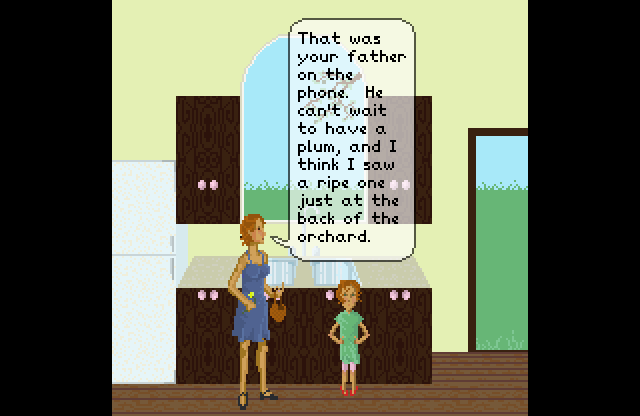 That was
your father
on the
phone.  He
can't wait
to have a
plum, and I
think I saw
a ripe one
just at the
back of the
orchard.